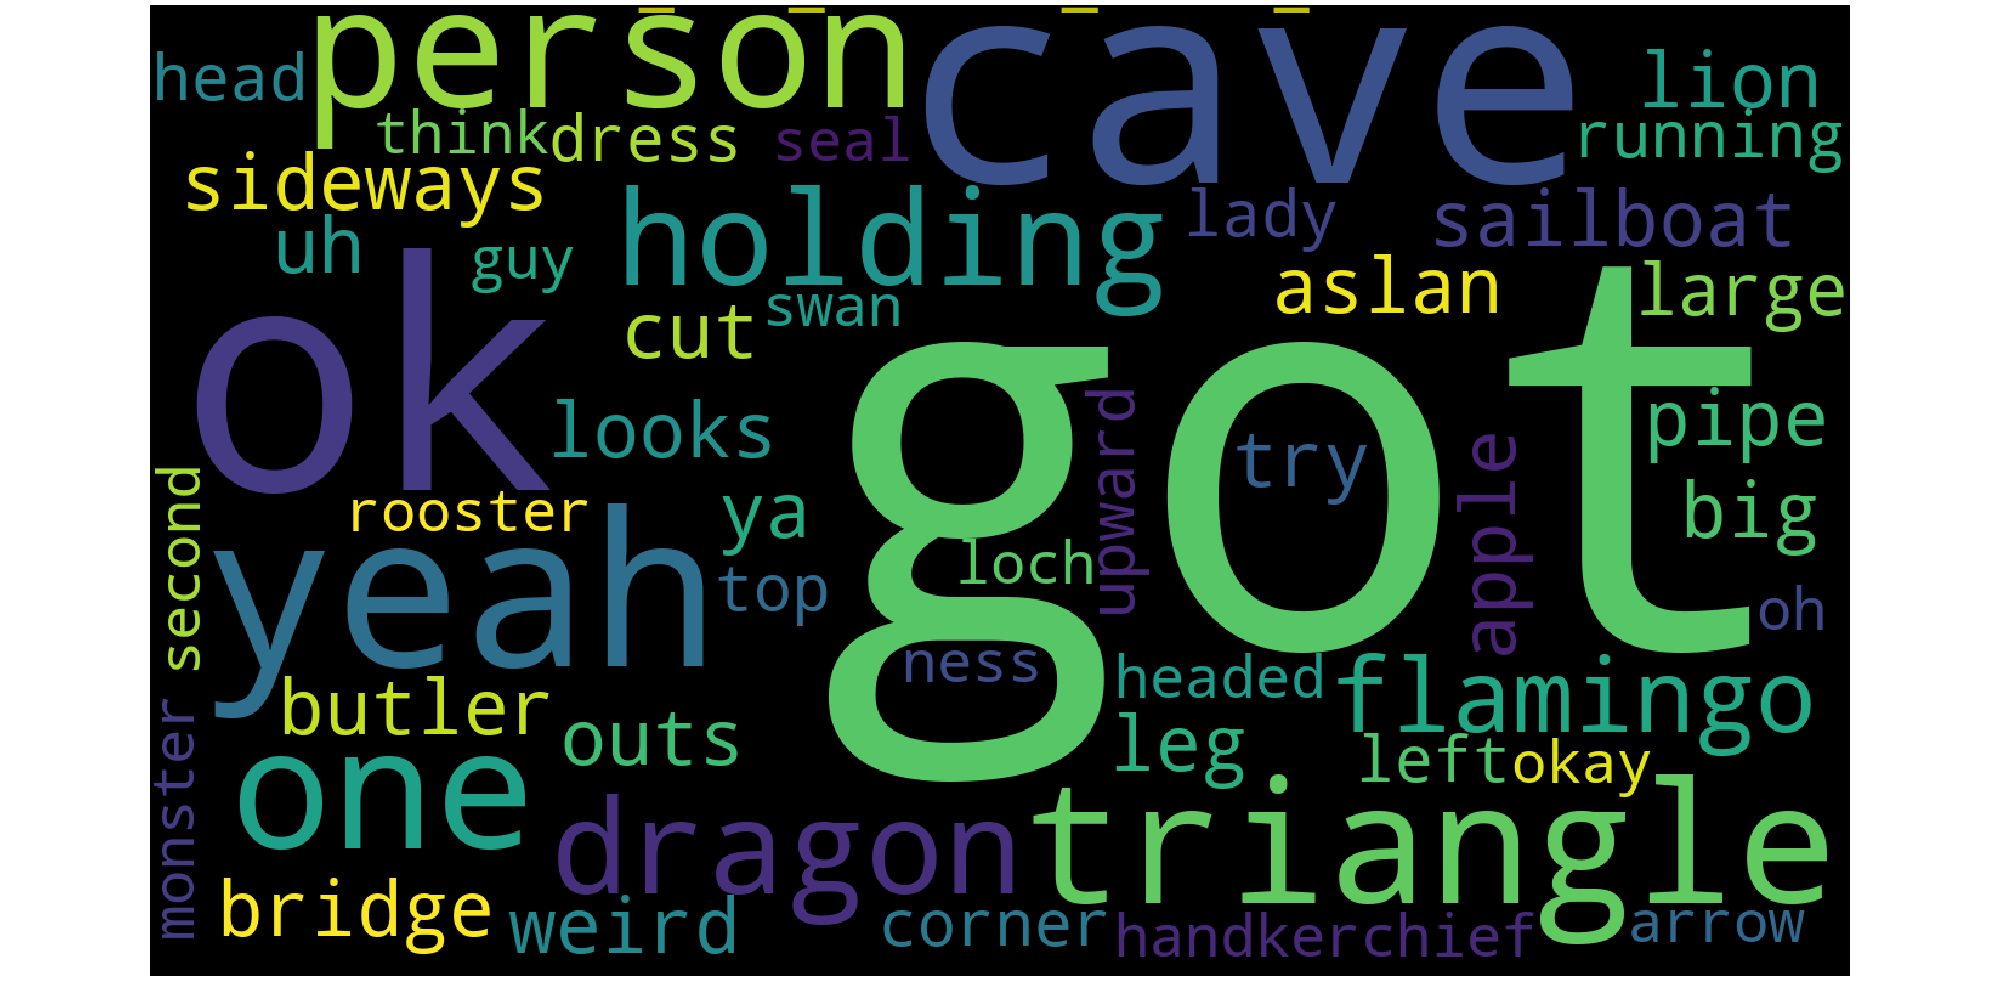 person
cave
head
lion
think
dress
seal
running
sideways
holding
lady
sailboat
uh
guy
swan
aslan
large
ok
cut
got
looks
upward
try
apple
pipe
second
rooster
ya
big
yeah
top
loch
oh
ness
headed
flamingo
monster
butler
outs
leg
left
okay
one
dragon
triangle
bridge
weird
corner
handkerchief
arrow